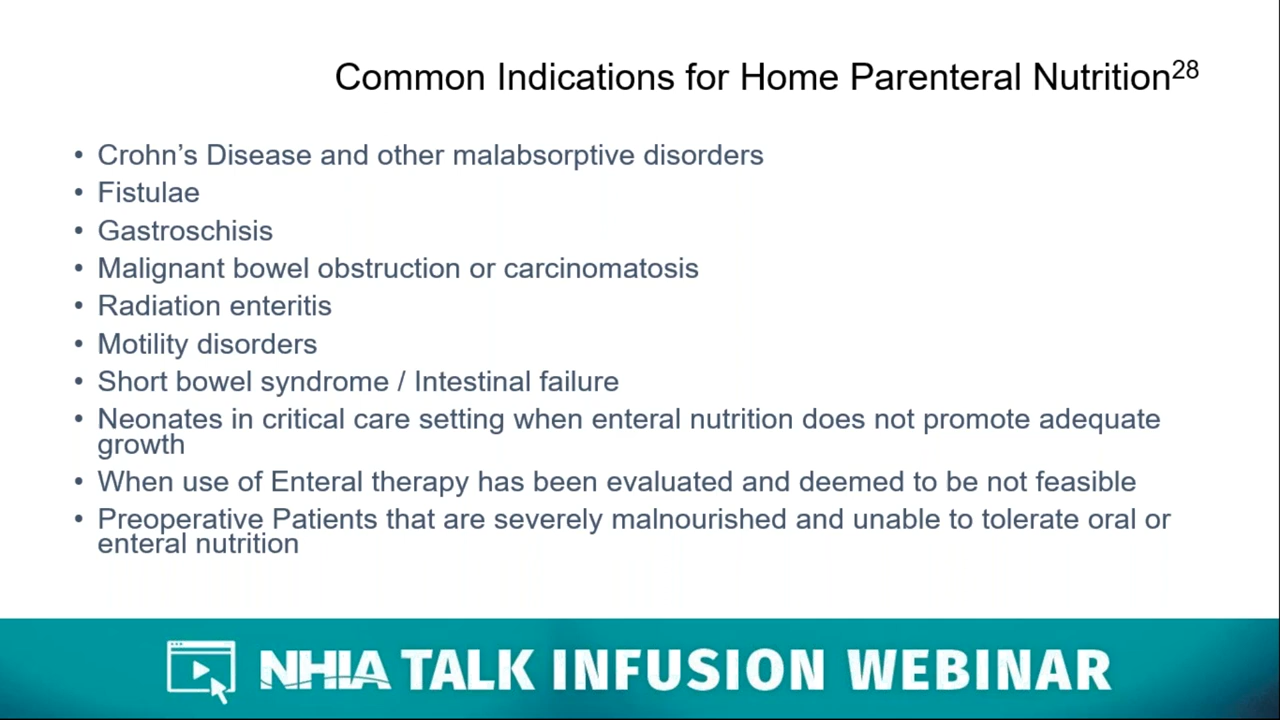 Common Indications for Home Parenteral Nutrition28
• Crohn’s Disease and other malabsorptive disorders
• Fistulae
• Gastroschisis
• Malignant bowel obstruction or carcinomatosis
• Radiation enteritis
• Motility disorders
• Short bowel syndrome / Intestinal failure
• Neonates in critical care setting when enteral nutrition does not promote adequate
growth
• When use of Enteral therapy has been evaluated and deemed to be not feasible
• Preoperative Patients that are severely malnourished and unable to tolerate oral or
enteral nutrition
NHIA TALK INFUSION WEBINAR